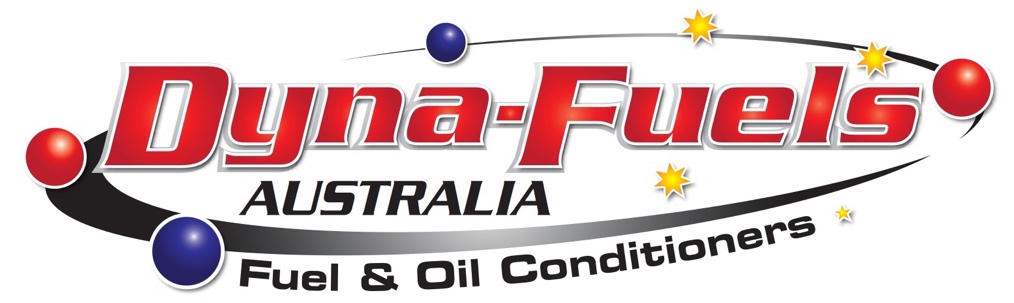 Dyna-Fuels
AUSTRALIA
Fuel & Oil Conditioners